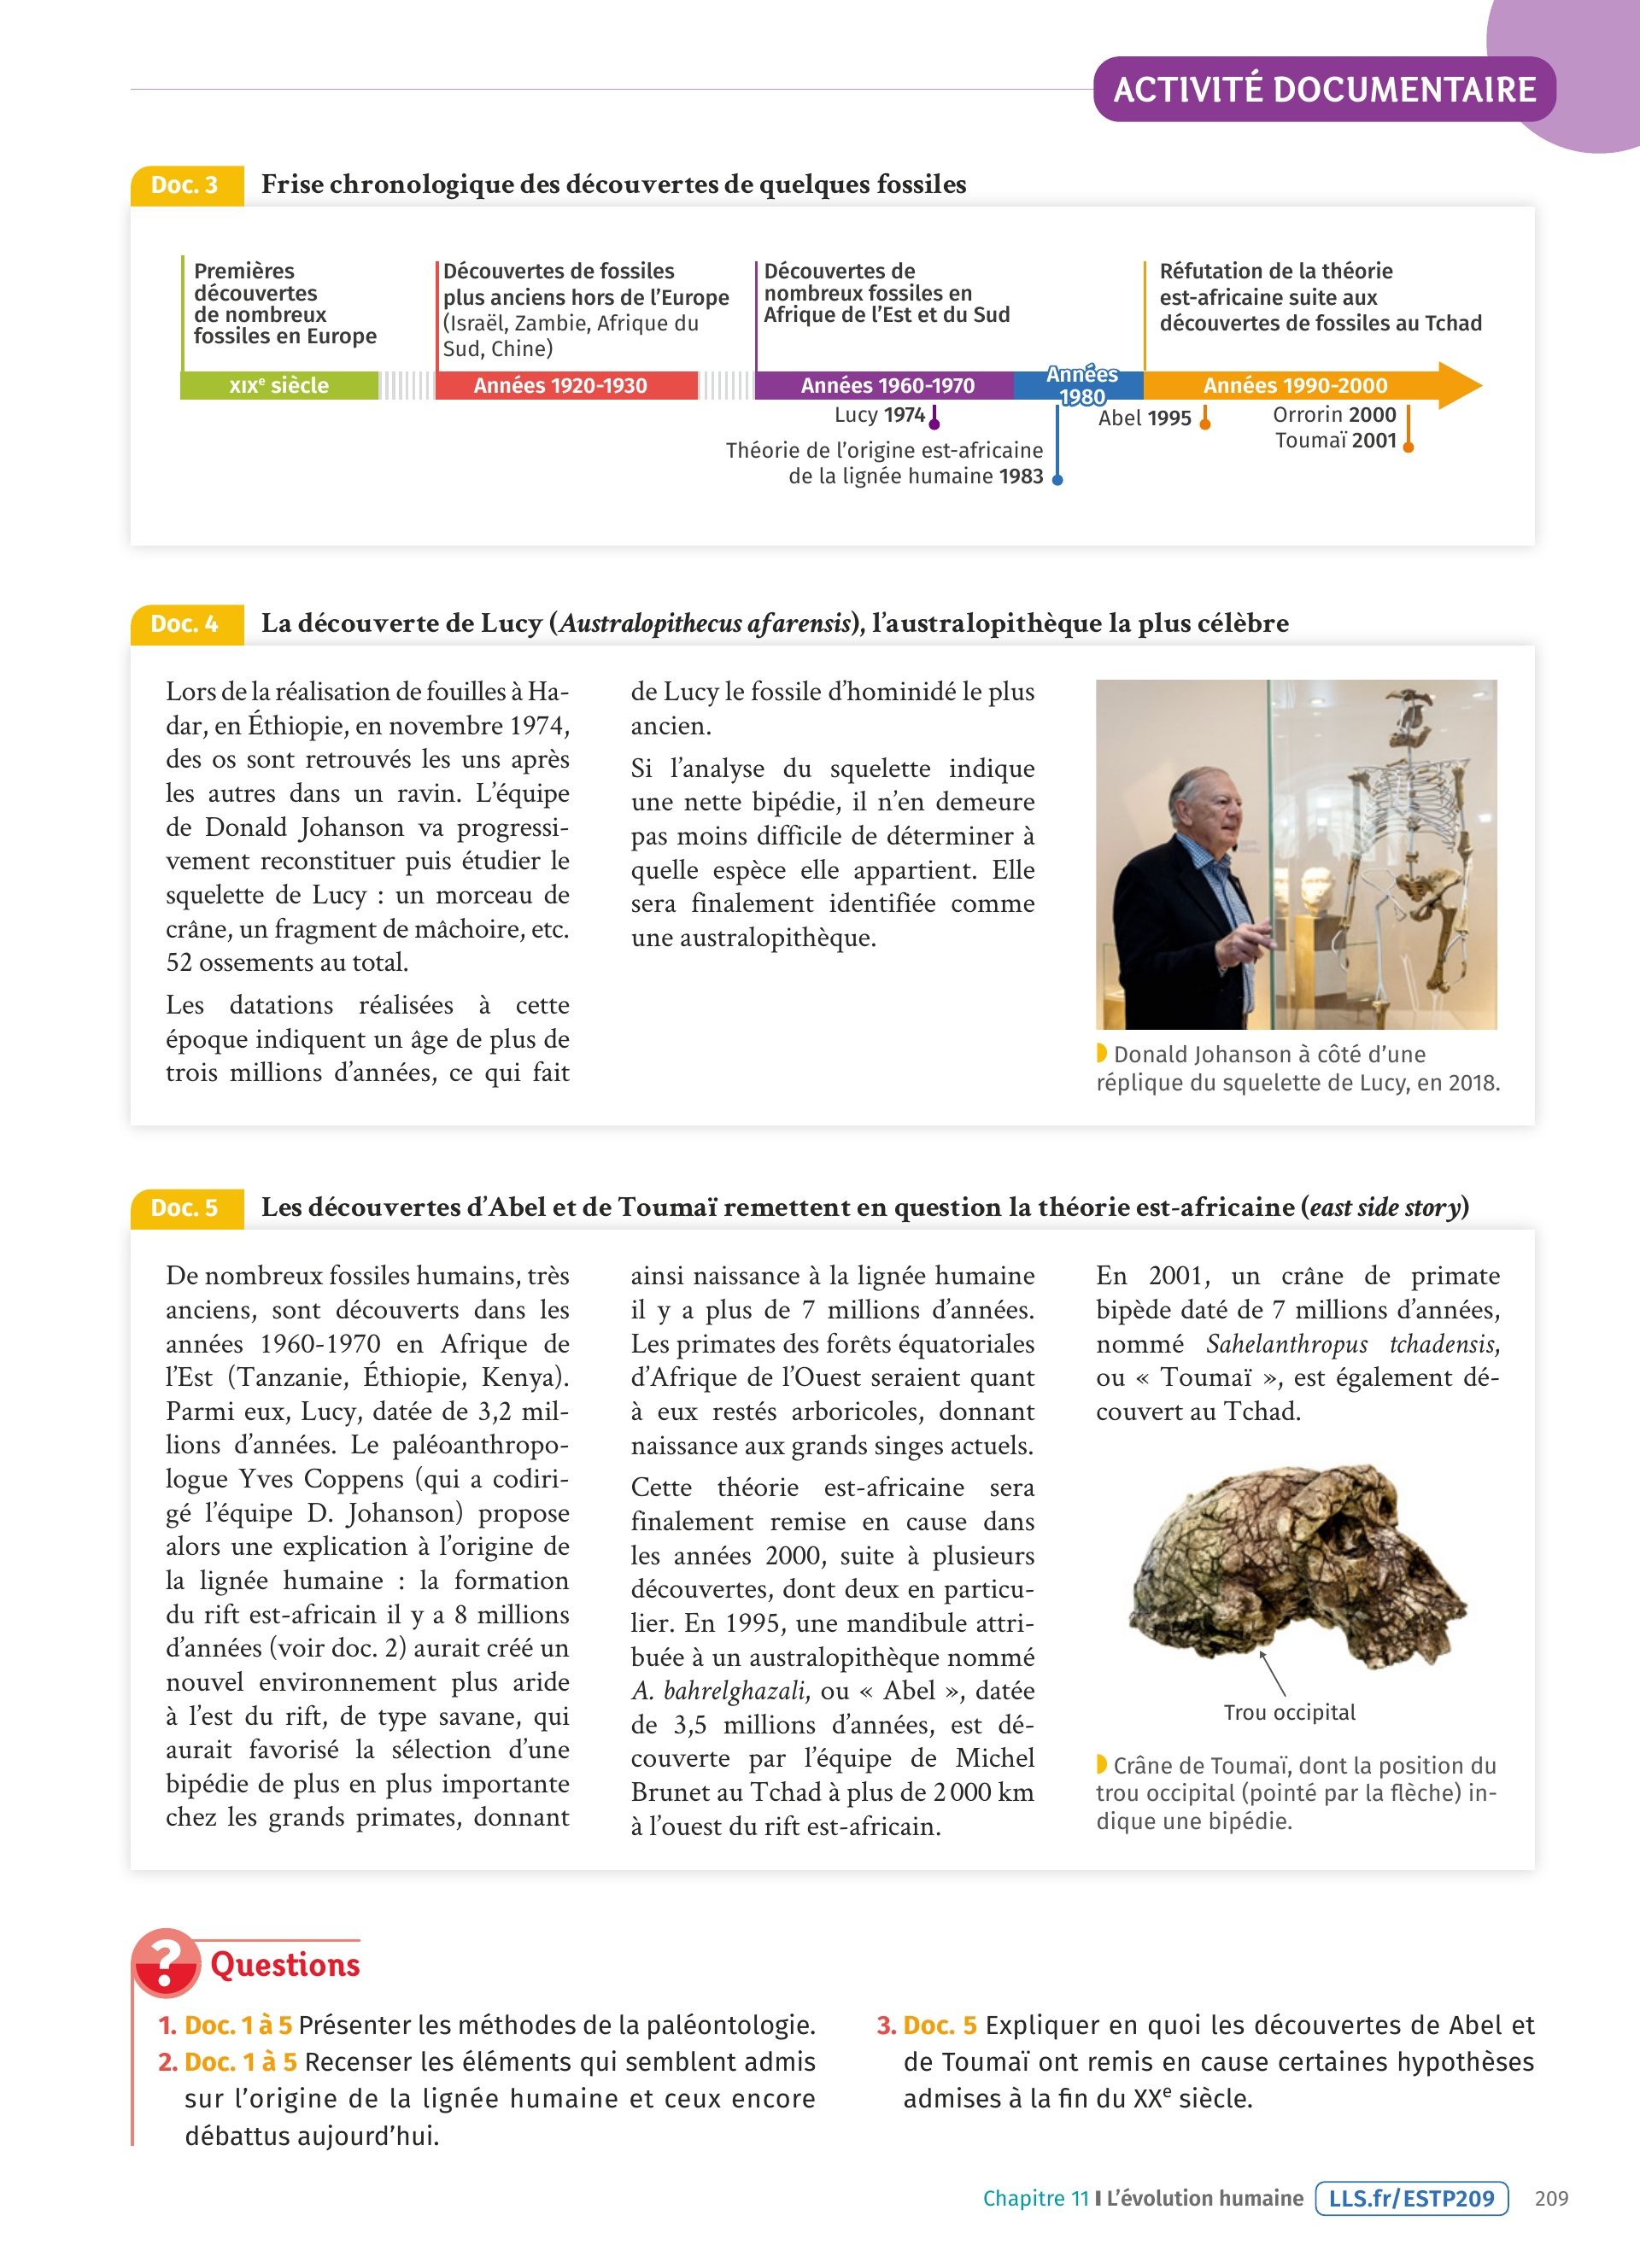 ACTIVITÉ DOCUMENTAIRE
Doc. 3
Frise chronologique des découvertes de quelques fossiles
Premières
découvertes
de nombreux
fossiles en Europe
Découvertes de fossiles
plus anciens hors de l'Europe
(Israël, Zambie, Afrique du
Sud, Chine)
Découvertes de
nombreux fossiles en
Afrique de l'Est et du Sud
Réfutation de la théorie
est-africaine suite aux
découvertes de fossiles au Tchad
XIXe siècle
Années 1920-1930
Années 1960-1970
Années
1980
Années 1990-2000
Lucy 1974
Théorie de l'origine est-africaine
de la lignée humaine 1983
Abel 1995
Orrorin 2000
Toumaï 2001
Doc. 4
La découverte de Lucy (Australopithecus afarensis), l'australopithèque la plus célèbre
Lors de la réalisation de fouilles à Ha-
dar, en Éthiopie, en novembre 1974,
des os sont retrouvés les uns après
les autres dans un ravin. L'équipe
de Donald Johanson va progressi-
vement reconstituer puis étudier le
squelette de Lucy : un morceau de
crâne, un fragment de mâchoire, etc.
52 ossements au total.
Les datations réalisées à cette
époque indiquent un âge de plus de
trois millions d'années, ce qui fait
de Lucy le fossile d'hominidé le plus
ancien.
Si l'analyse du squelette indique
une nette bipédie, il n'en demeure
pas moins difficile de déterminer à
quelle espèce elle appartient. Elle
sera finalement identifiée comme
une australopithèque.
Donald Johanson à côté d'une
réplique du squelette de Lucy, en 2018.
Doc. 5
Les découvertes d'Abel et de Toumaï remettent en question la théorie est-africaine (east side story)
De nombreux fossiles humains, très
anciens, sont découverts dans les
années 1960-1970 en Afrique de
l'Est (Tanzanie, Éthiopie, Kenya).
Parmi eux, Lucy, datée de 3,2 mil-
lions d'années. Le paléoanthropo-
logue Yves Coppens (qui a codiri-
gé l'équipe D. Johanson) propose
alors une explication à l'origine de
la lignée humaine : la formation
du rift est-africain il y a 8 millions
d'années (voir doc. 2) aurait créé un
nouvel environnement plus aride
à l'est du rift, de type savane, qui
aurait favorisé la sélection d'une
bipédie de plus en plus importante
chez les grands primates, donnant
ainsi naissance à la lignée humaine
il y a plus de 7 millions d'années.
Les primates des forêts équatoriales
d'Afrique de l'Ouest seraient quant
à eux restés arboricoles, donnant
naissance aux grands singes actuels.
Cette théorie est-africaine sera
finalement remise en cause dans
les années 2000, suite à plusieurs
découvertes, dont deux en particu-
lier. En 1995, une mandibule attri-
buée à un australopithèque nommé
A. bahrelghazali, ou « Abel », datée
de 3,5 millions d'années, est dé-
couverte par l'équipe de Michel
Brunet au Tchad à plus de 2 000 km
à l'ouest du rift est-africain.
En 2001, un crâne de primate
bipède daté de 7 millions d'années,
nommé Sahelanthropus tchadensis,
ou « Toumaï », est également dé-
couvert au Tchad.
Trou occipital
Crâne de Toumaï, dont la position du
trou occipital (pointé par la flèche) in-
dique une bipédie.
? Questions
1. Doc. 1 à 5 Présenter les méthodes de la paléontologie.
2. Doc. 1 à 5 Recenser les éléments qui semblent admis
sur l'origine de la lignée humaine et ceux encore
débattus aujourd'hui.
3. Doc. 5 Expliquer en quoi les découvertes de Abel et
de Toumaï ont remis en cause certaines hypothèses
admises à la fin du XXe siècle.
Chapitre 11 I L'évolution humaine LLS.fr/ESTP209 209